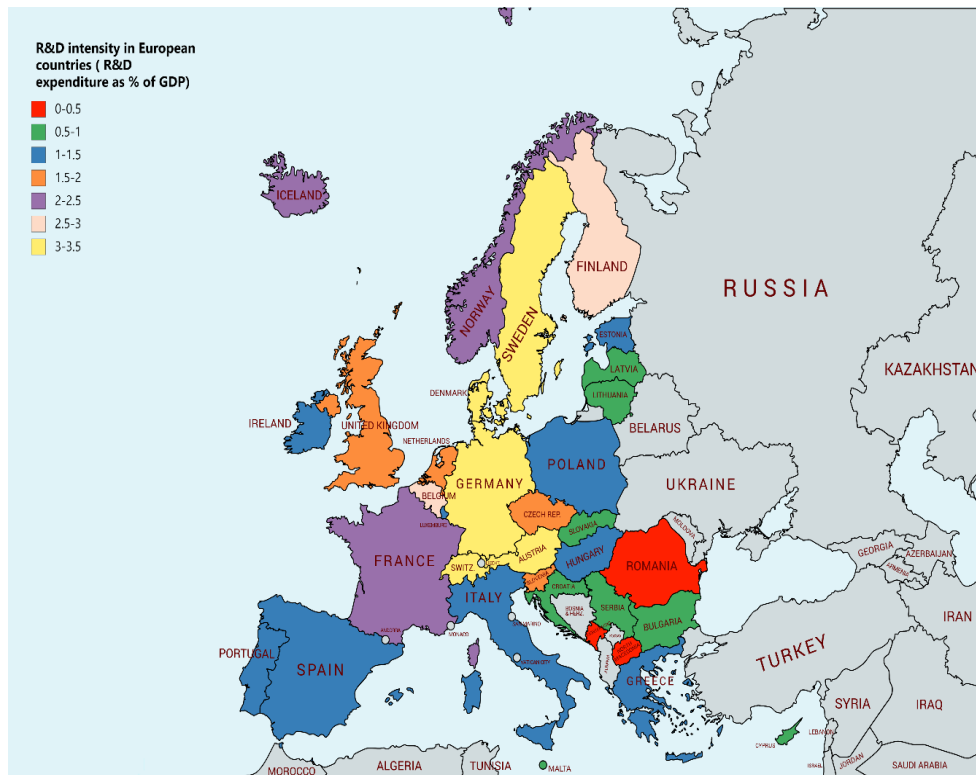 R&D intensity in European
countries ( R&D
expenditure as % of GDP)
0-0.5
0.5-1
1-1.5
1.5-2
2-2.5
2.5-3
3-3.5
ICELAND
NORWAY
SWEDEN
FINLAND
RUSSIA
ESTONIA
LATVIA
LITHUANIA
DENMARK
IRELAND
UNITED KINGDOM
NETHERLANDS
BELARUS
KAZAKHSTAN
POLAND
GERMANY
BELGIUM
LUXEMBURG
CZECH REP.
UKRAINE
SLOVAKIA
MOLDOVA
FRANCE
SWITZ.
AUSTRIA
HUNGARY
ROMANIA
SLOVENIA
CROATIA
ITALY
BOSNIA
& HERZ.
SERBIA
BULGARIA
GEORGIA
AZERBAIJAN
ARMENIA
SAN MARINO
MONACO
ANDORRA
VATICAN CITY
PORTUGAL
SPAIN
GREECE
TURKEY
IRAN
SYRIA
IRAQ
CYPRUS
LEBANON
ISRAEL
JORDAN
SAUDI ARABIA
MOROCCO
ALGERIA
TUNISIA
MALTA